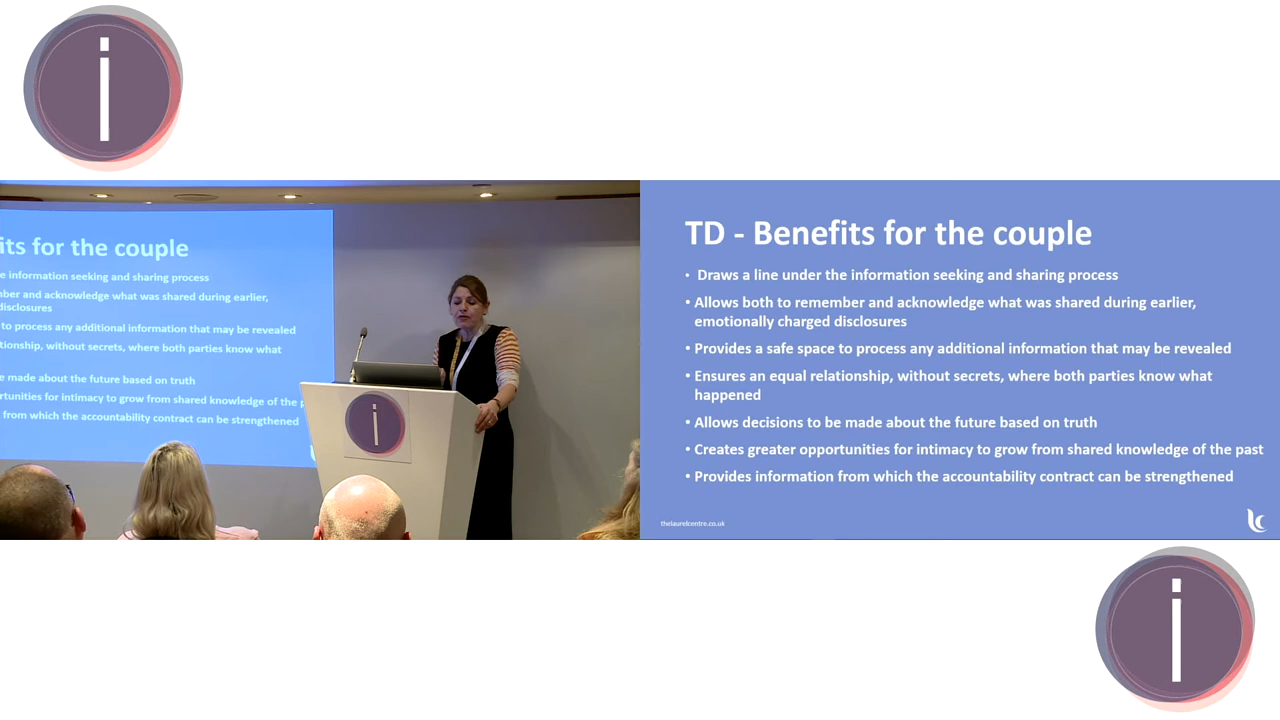 i
its for the couple
e information seeking and sharing process
ber and acknowledge what was shared during earlier,
disclosures
to process any additional information that may be revealed
tionship, without secrets, where both parties know what
e made about the future based on truth
rtunities for intimacy to grow from shared knowledge of the p
from which the accountability contract can be strengthened
i
TD - Benefits for the couple
• Draws a line under the information seeking and sharing process
• Allows both to remember and acknowledge what was shared during earlier,
emotionally charged disclosures
• Provides a safe space to process any additional information that may be revealed
• Ensures an equal relationship, without secrets, where both parties know what
happened
• Allows decisions to be made about the future based on truth
• Creates greater opportunities for intimacy to grow from shared knowledge of the past
• Provides information from which the accountability contract can be strengthened
thelaurelcentre.co.uk
lc
i